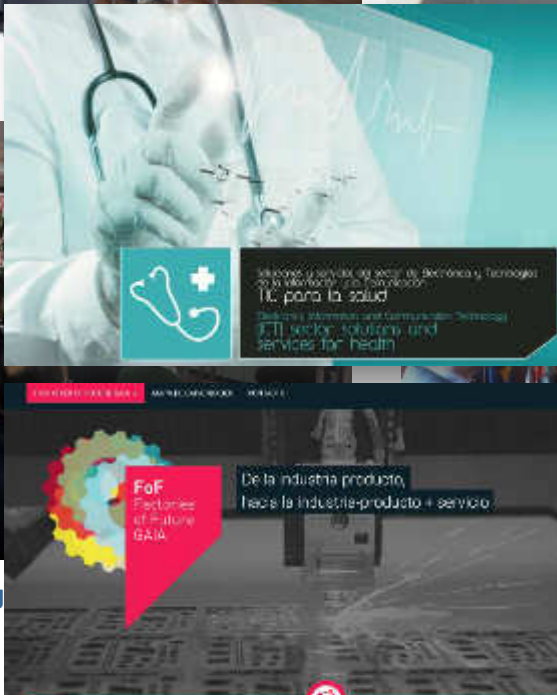 Soluciones y servicios del sector de Electrónica y Tecnologías
de la Información y la Comunicación
TIC para la salud
Electronics, Information and Communication Technology
(ICT) sector solutions and
services for health
CONTACTO
FoF
Factories
of Future
GAIA
De la industria producto,
hacia la industria-producto + servicio